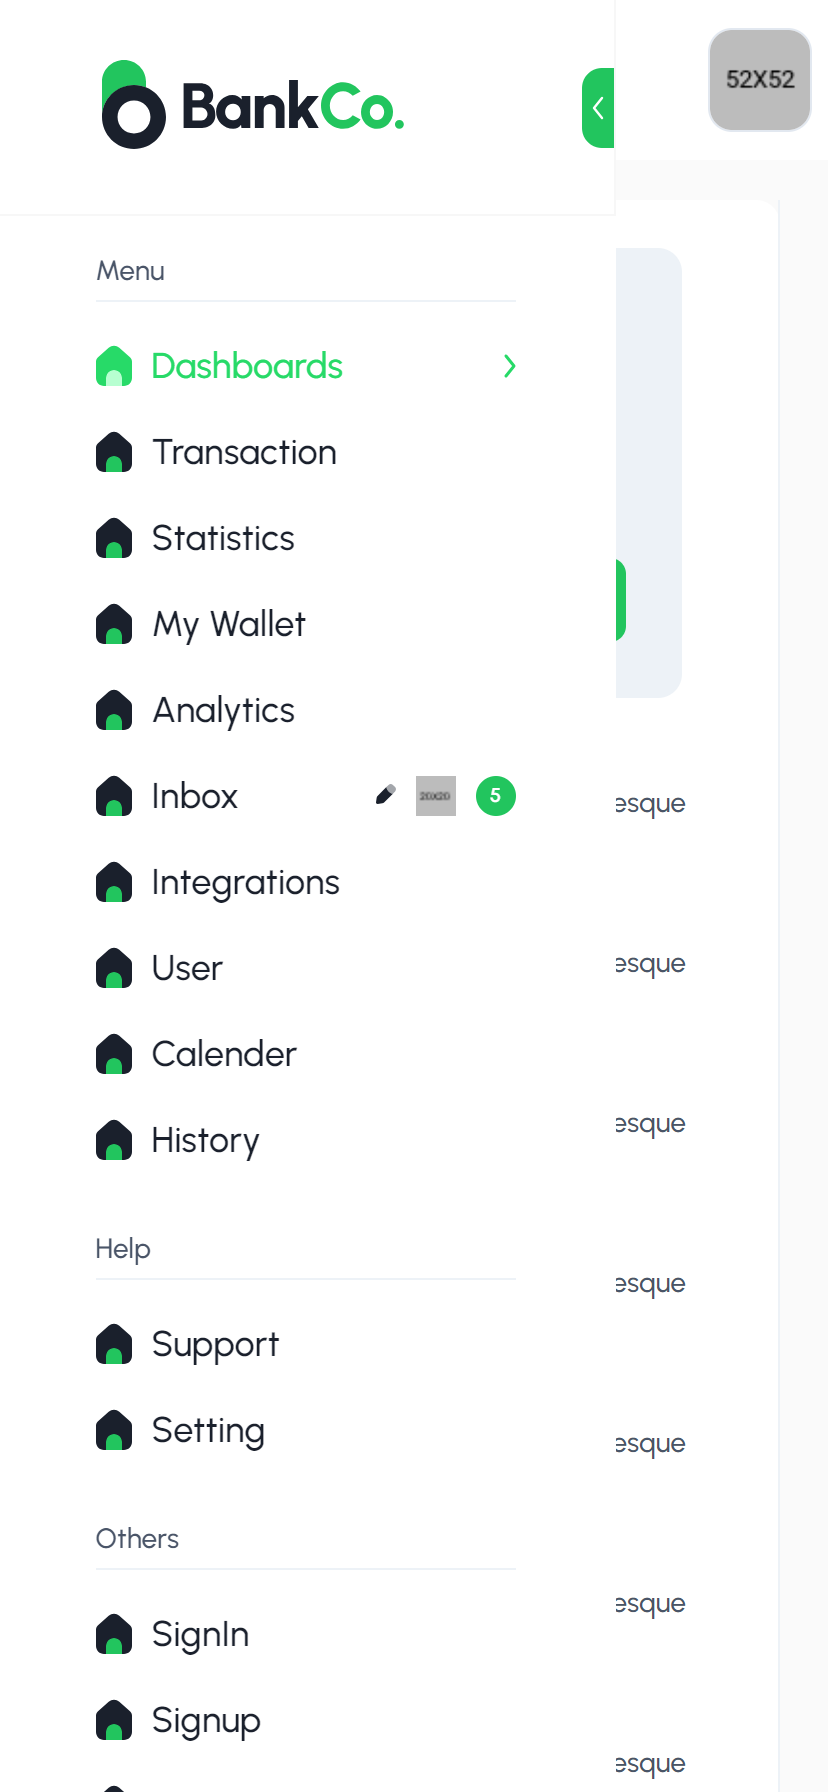 BankCo.
52X52
Menu
Dashboards
Transaction
Statistics
My Wallet
Analytics
Inbox 20X20 5
esque
Integrations
User
esque
Calender
History
esque
Help
esque
Support
Setting
esque
Others
esque
SignIn
Signup
esque